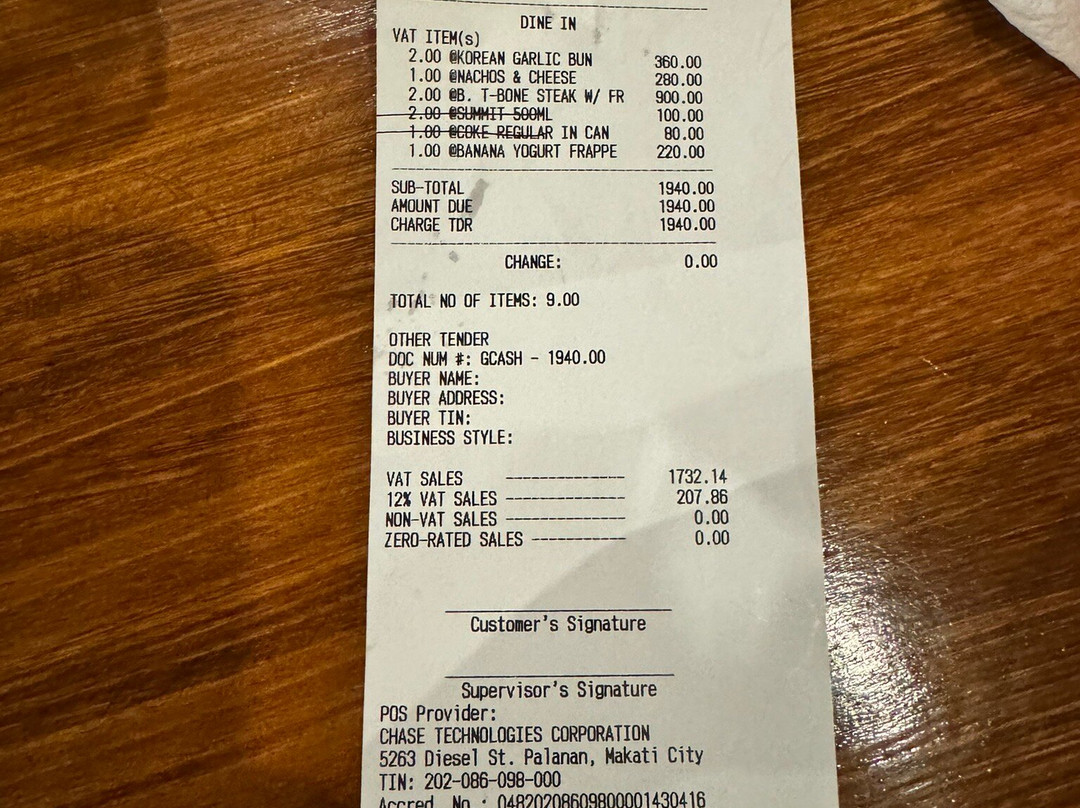 DINE IN
VAT ITEM(s)
2.00 @KOREAN GARLIC BUN 360.00
1.00 @NACHOS & CHEESE 280.00
2.00 @B. T-BONE STEAK W/ FR 900.00
2.00 @SUMMIT 500ML 100.00
1.00 @COKE REGULAR IN CAN 80.00
1.00 @BANANA YOGURT FRAPPE 220.00
SUB-TOTAL 1940.00
AMOUNT DUE 1940.00
CHARGE TDR 1940.00
CHANGE: 0.00
TOTAL NO OF ITEMS: 9.00
OTHER TENDER
DOC NUM #: GCASH - 1940.00
BUYER NAME:
BUYER ADDRESS:
BUYER TIN:
BUSINESS STYLE:
VAT SALES ---------------- 1732.14
12% VAT SALES ---------------- 207.86
NON-VAT SALES ---------------- 0.00
ZERO-RATED SALES ------------ 0.00
Customer's Signature
Supervisor's Signature
POS Provider:
CHASE TECHNOLOGIES CORPORATION
5263 Diesel St. Palanan, Makati City
TIN: 202-086-098-000
Accred. No.: 04820208609800001430416